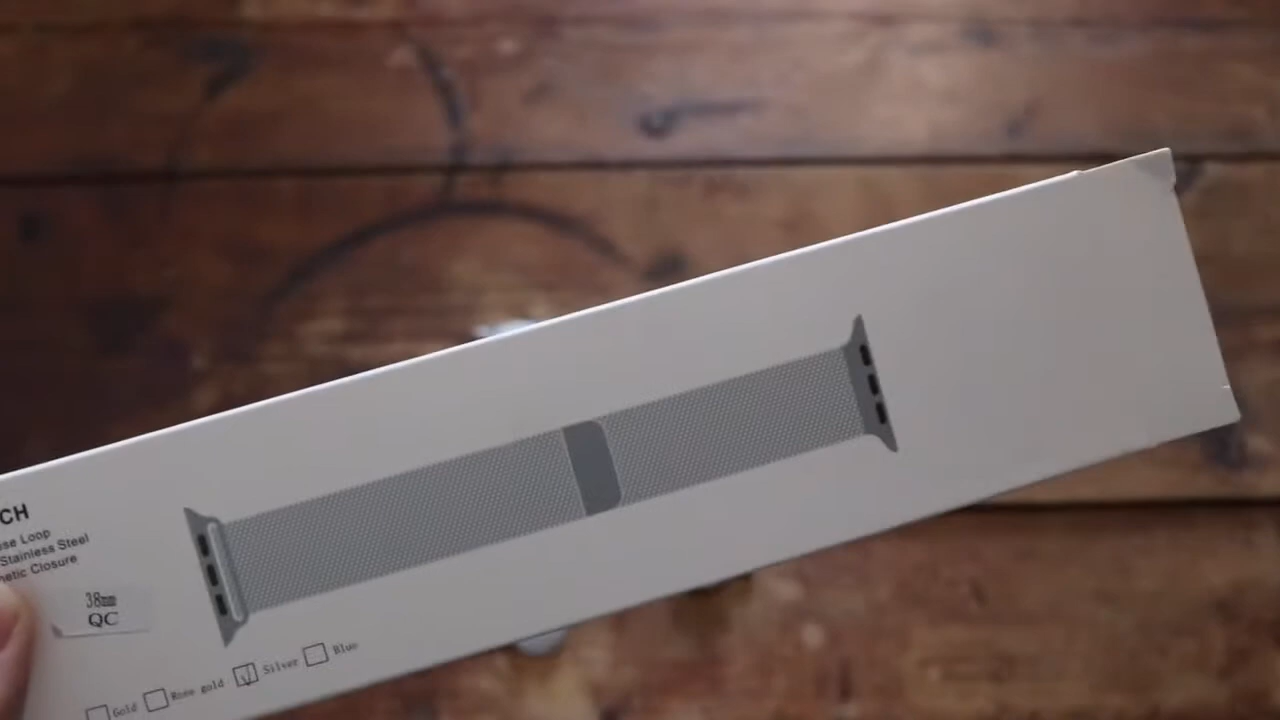 CH
se Loop
Stainless Steel
netic Closure
38mm
QC
Gold Rose gold Silver Blue